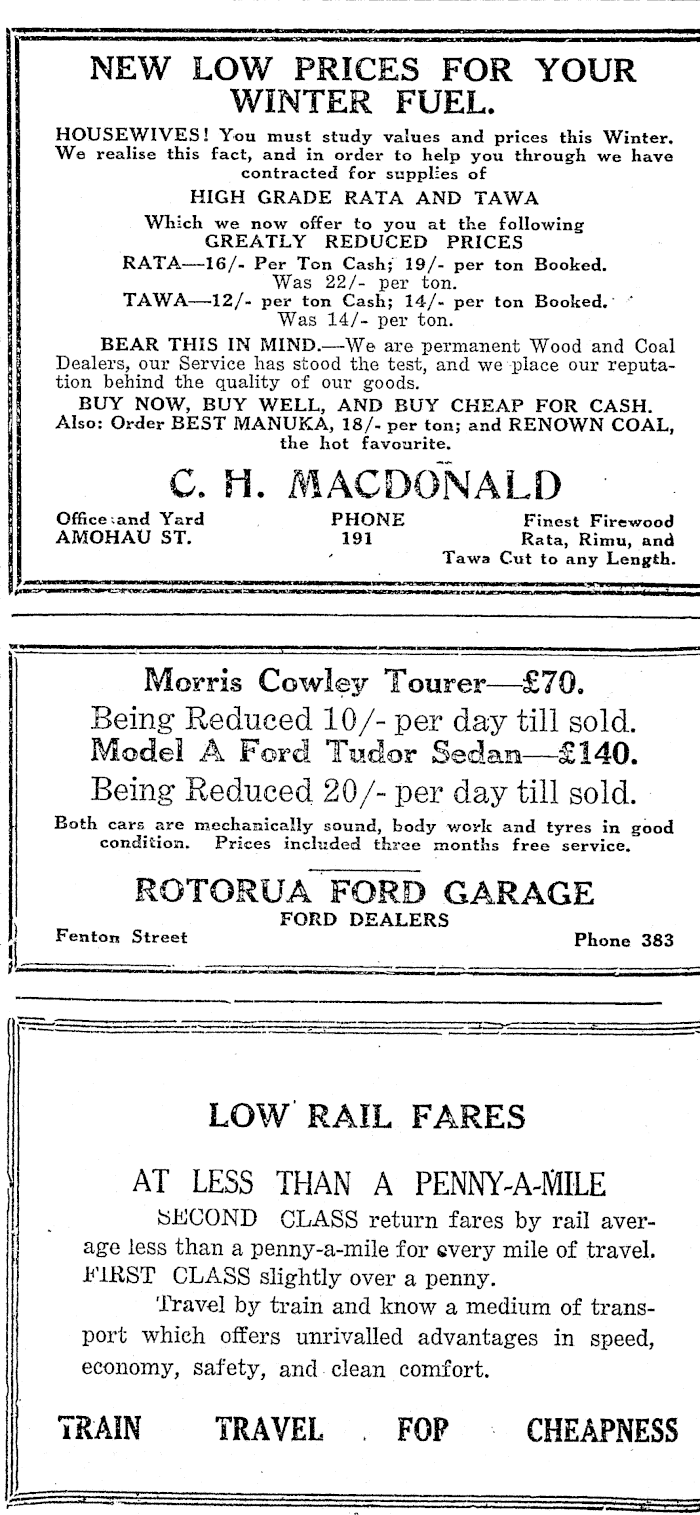 NEW LOW PRICES FOR YOUR
WINTER FUEL.
HOUSEWIVES! You must study values and prices this Winter.
We realise this fact, and in order to help you through we have
contracted for supplies of
HIGH GRADE RATA AND TAWA
Which we now offer to you at the following
GREATLY REDUCED PRICES
RATA—16/- Per Ton Cash; 19/- per ton Booked.
Was 22/- per ton.
TAWA—12/- per ton Cash; 14/- per ton Booked.
Was 14/- per ton.
BEAR THIS IN MIND.—We are permanent Wood and Coal
Dealers, our Service has stood the test, and we place our reputa-
tion behind the quality of our goods.
BUY NOW, BUY WELL, AND BUY CHEAP FOR CASH.
Also: Order BEST MANUKA, 18/- per ton; and RENOWN COAL,
the hot favourite.
C. H. MACDONALD
Office and Yard PHONE Finest Firewood
AMOHAU ST. 191 Rata, Rimu, and
Tawa Cut to any Length.
Morris Cowley Tourer—£70.
Being Reduced 10/- per day till sold.
Model A Ford Tudor Sedan—£140.
Being Reduced 20/- per day till sold.
Both cars are mechanically sound, body work and tyres in good
condition. Prices included three months free service.
ROTORUA FORD GARAGE
FORD DEALERS
Fenton Street Phone 383
LOW RAIL FARES
AT LESS THAN A PENNY-A-MILE
SECOND CLASS return fares by rail aver-
age less than a penny-a-mile for every mile of travel.
FIRST CLASS slightly over a penny.
Travel by train and know a medium of trans-
port which offers unrivalled advantages in speed,
economy, safety, and clean comfort.
TRAIN TRAVEL FOR CHEAPNESS